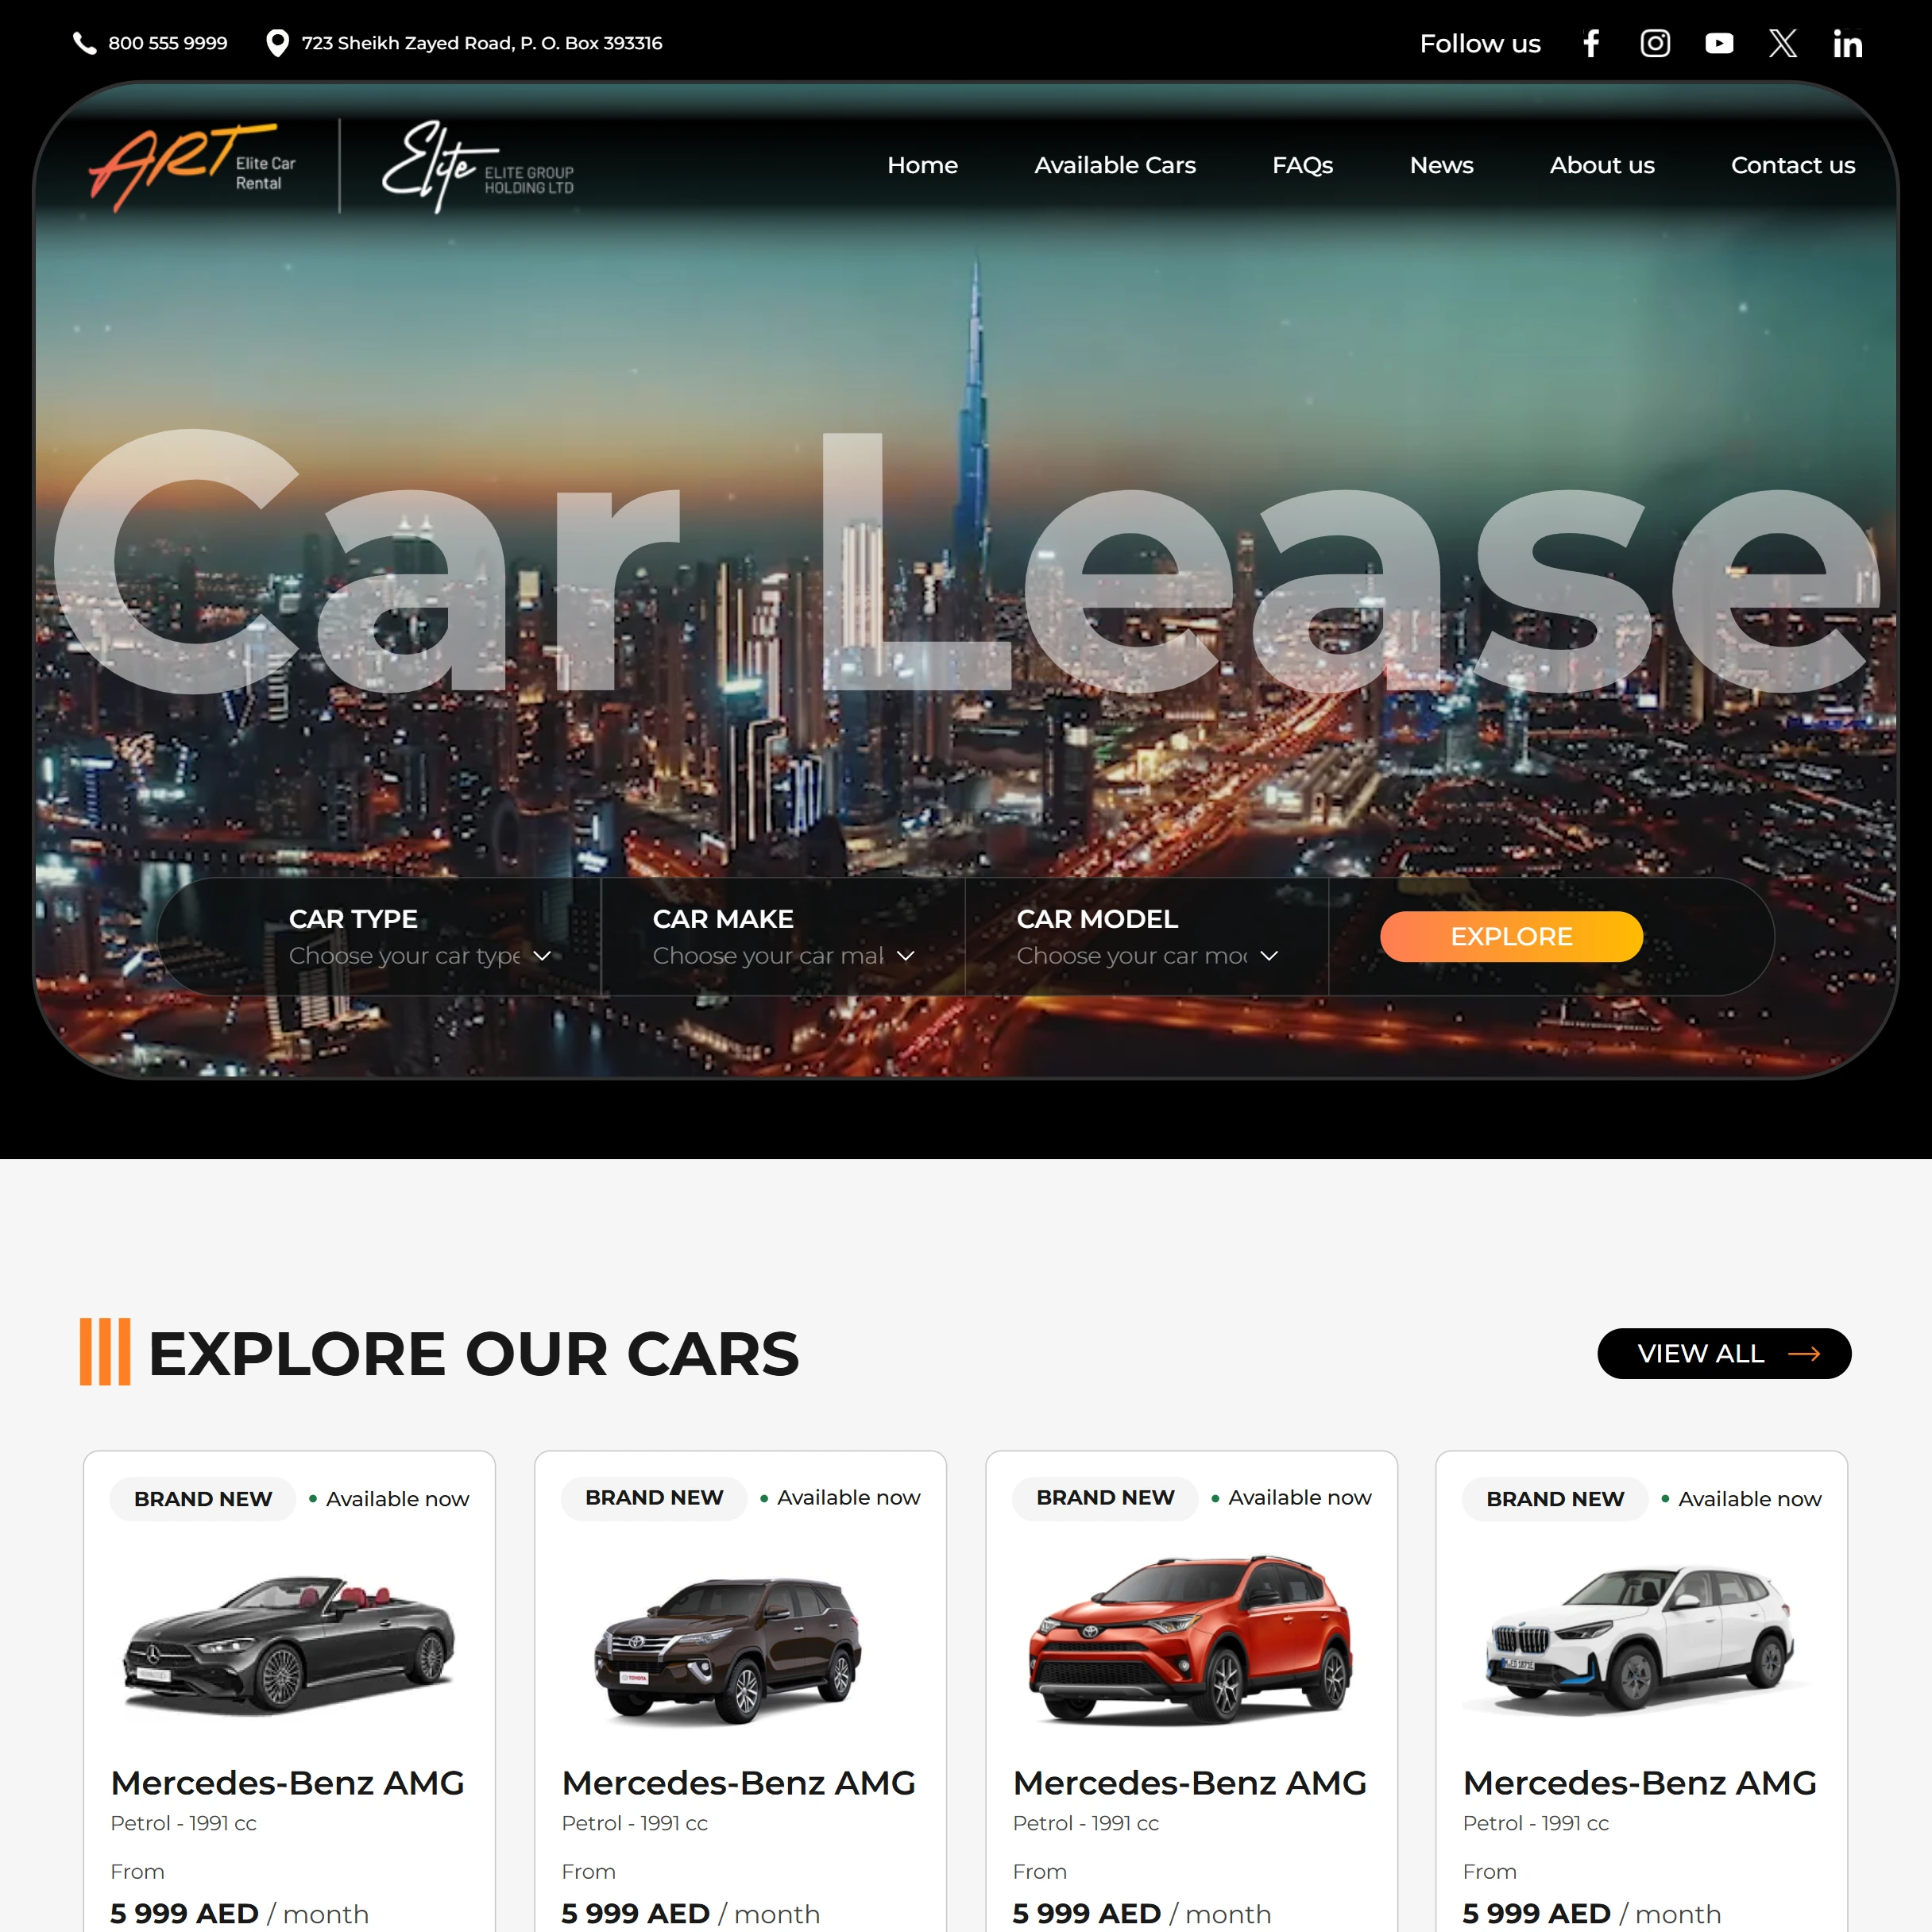 800 555 9999
723 Sheikh Zayed Road, P. O. Box 393316
Follow us
ART Elite Car
Rental
Elite ELITE GROUP
HOLDING LTD
Home
Available Cars
FAQs
News
About us
Contact us
Car Lease
CAR TYPE
Choose your car type
CAR MAKE
Choose your car mak
CAR MODEL
Choose your car mod
EXPLORE
EXPLORE OUR CARS
VIEW ALL
BRAND NEW
Available now
Mercedes-Benz AMG
Petrol - 1991 cc
From
5 999 AED / month
BRAND NEW
Available now
TOYOTA
Mercedes-Benz AMG
Petrol - 1991 cc
From
5 999 AED / month
BRAND NEW
Available now
Mercedes-Benz AMG
Petrol - 1991 cc
From
5 999 AED / month
BRAND NEW
Available now
Mercedes-Benz AMG
Petrol - 1991 cc
From
5 999 AED / month